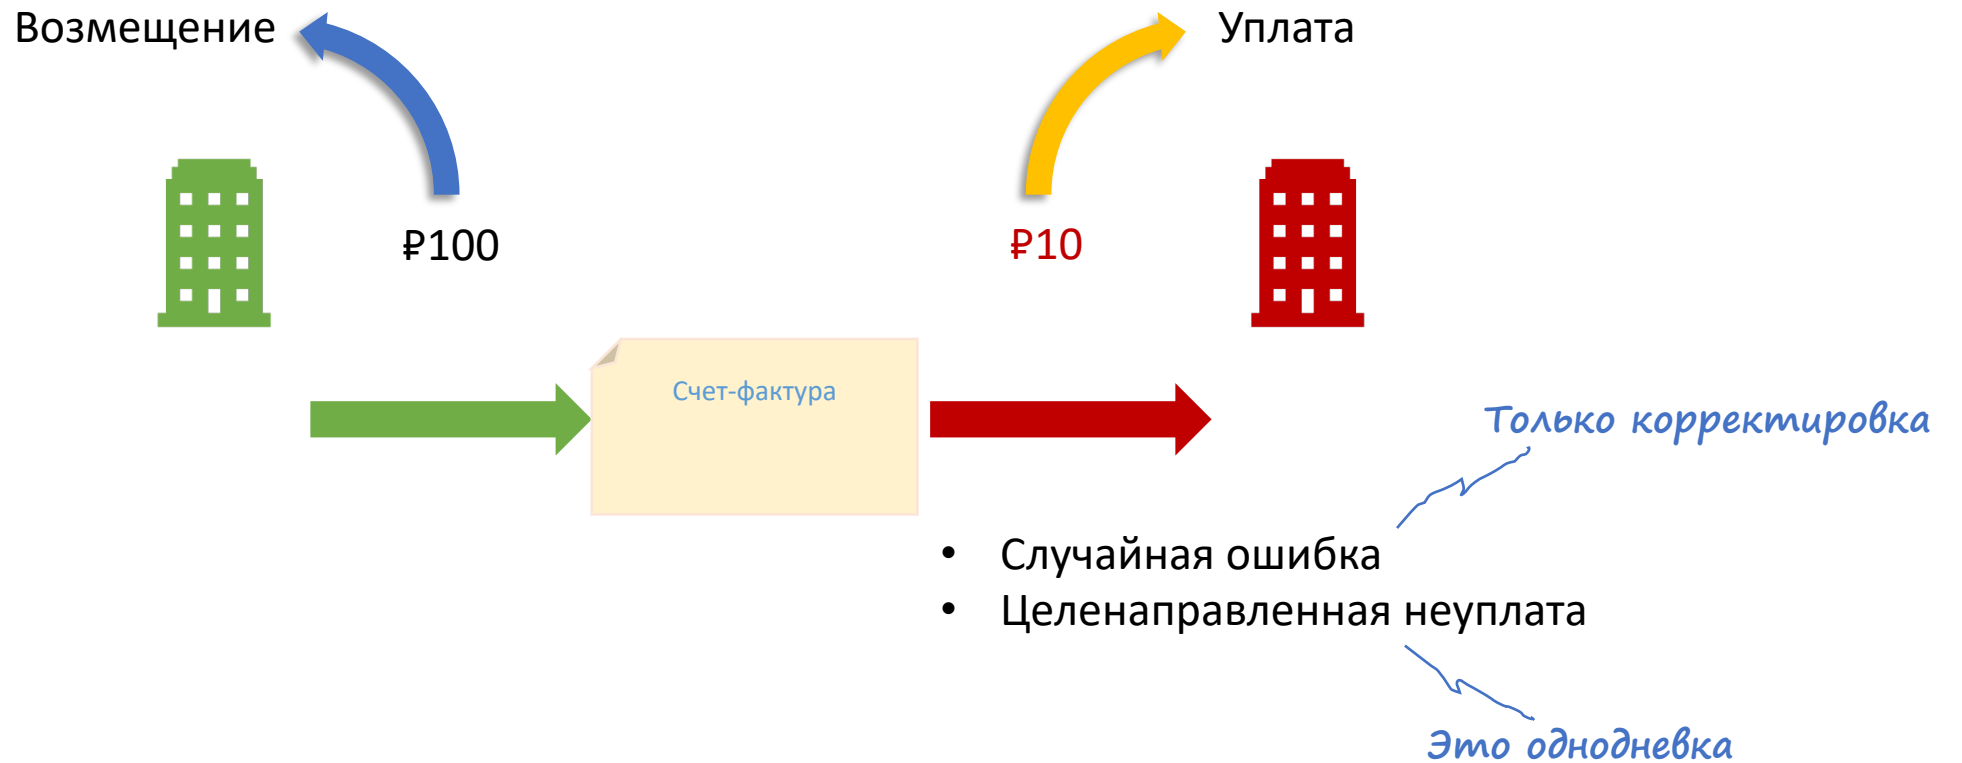 Возмещение
Уплата
₽100
₽10
Счет-фактура
Только корректировка
• Случайная ошибка
• Целенаправленная неуплата
Это однодневка